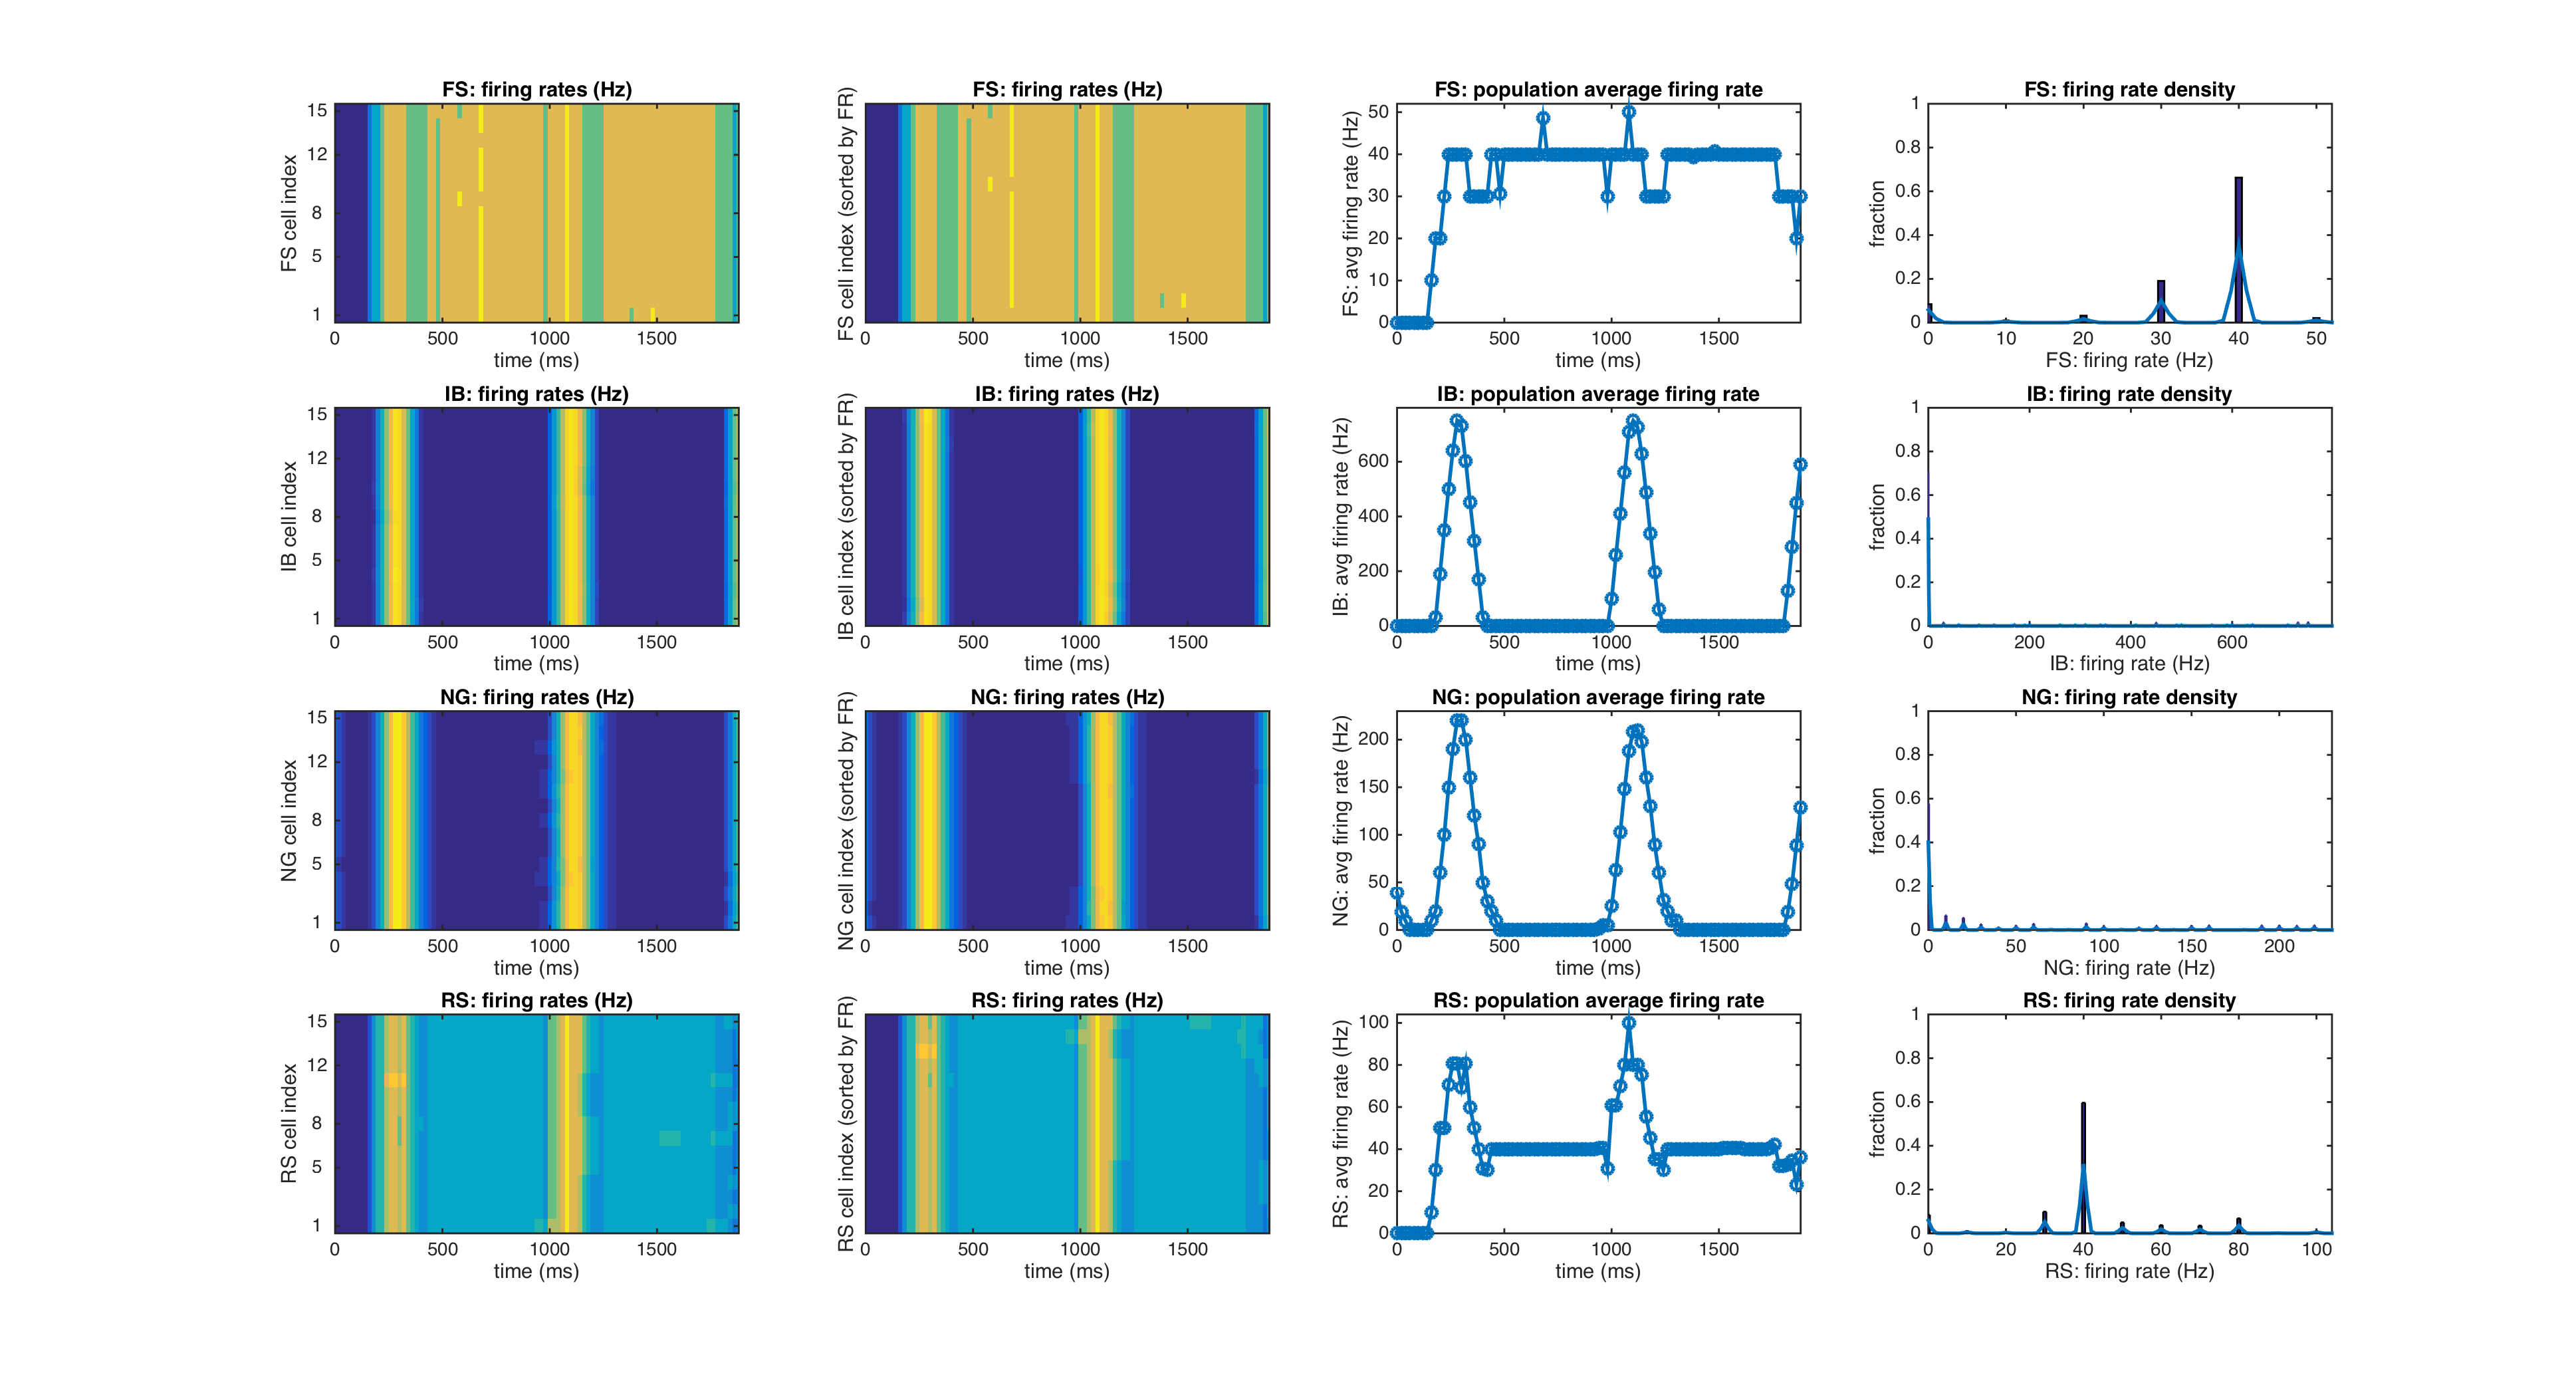 FS: firing rates (Hz)
FS cell index
15
12
8
5
1
0 500 1000 1500
time (ms)
FS: firing rates (Hz)
FS cell index (sorted by FR)
0 500 1000 1500
time (ms)
FS: population average firing rate
FS: avg firing rate (Hz)
50
40
30
20
10
0
0 500 1000 1500
time (ms)
FS: firing rate density
fraction
1
0.8
0.6
0.4
0.2
0
0 10 20 30 40 50
FS: firing rate (Hz)
IB: firing rates (Hz)
IB cell index
15
12
8
5
1
0 500 1000 1500
time (ms)
IB: firing rates (Hz)
IB cell index (sorted by FR)
0 500 1000 1500
time (ms)
IB: population average firing rate
IB: avg firing rate (Hz)
600
400
200
0
0 500 1000 1500
time (ms)
IB: firing rate density
fraction
1
0.8
0.6
0.4
0.2
0
0 200 400 600
IB: firing rate (Hz)
NG: firing rates (Hz)
NG cell index
15
12
8
5
1
0 500 1000 1500
time (ms)
NG: firing rates (Hz)
NG cell index (sorted by FR)
0 500 1000 1500
time (ms)
NG: population average firing rate
NG: avg firing rate (Hz)
200
150
100
50
0
0 500 1000 1500
time (ms)
NG: firing rate density
fraction
1
0.8
0.6
0.4
0.2
0
0 50 100 150 200
NG: firing rate (Hz)
RS: firing rates (Hz)
RS cell index
15
12
8
5
1
0 500 1000 1500
time (ms)
RS: firing rates (Hz)
RS cell index (sorted by FR)
0 500 1000 1500
time (ms)
RS: population average firing rate
RS: avg firing rate (Hz)
100
80
60
40
20
0
0 500 1000 1500
time (ms)
RS: firing rate density
fraction
1
0.8
0.6
0.4
0.2
0
0 20 40 60 80 100
RS: firing rate (Hz)